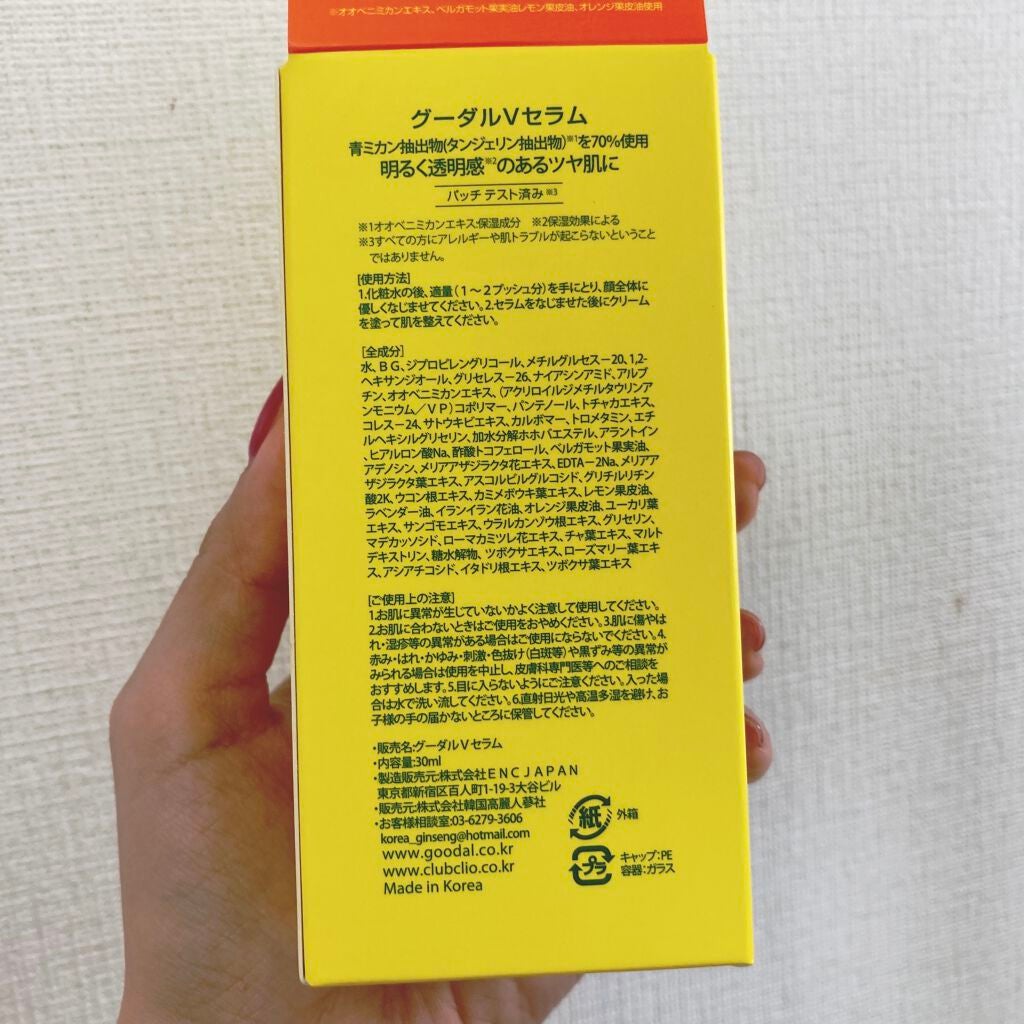 ※オオベニミカンエキス、ベルガモット果実油レモン果皮油、オレンジ果皮油使用
グーダルVセラム
青ミカン抽出物(タンジェリン抽出物)※1を70%使用
明るく透明感※2のあるツヤ肌に
パッチ テスト済み※3
※1オオベニミカンエキス:保湿成分 ※2保湿効果による
※3すべての方にアレルギーや肌トラブルが起こらないということ
ではありません。
[使用方法]
1.化粧水の後、適量(1〜2プッシュ分)を手にとり、顔全体に
優しくなじませてください。2.セラムをなじませた後にクリーム
を塗って肌を整えてください。
[全成分]
水、BG、ジプロピレングリコール、メチルグルセスー20、1,2-
ヘキサンジオール、グリセレスー26、ナイアシンアミド、アルブ
チン、オオベニミカンエキス、(アクリロイルジメチルタウリンア
ンモニウム/VP)コポリマー、パンテノール、トチャカエキス、
コレスー24、サトウキビエキス、カルボマー、トロメタミン、エチ
ルヘキシルグリセリン、加水分解ホホバエステル、アラントイン
、ヒアルロン酸Na、酢酸トコフェロール、ベルガモット果実油、
アデノシン、メリアアザジラクタ花エキス、EDTAー2Na、メリアア
ザジラクタ葉エキス、アスコルビルグルコシド、グリチルリチン
酸2K、ウコン根エキス、カミメボウキ葉エキス、レモン果皮油、
ラベンダー油、イランイラン花油、オレンジ果皮油、ユーカリ葉
エキス、サンゴモエキス、ウラルカンゾウ根エキス、グリセリン、
マデカッソシド、ローマカミツレ花エキス、チャ葉エキス、マルト
デキストリン、糖水解物、ツボクサエキス、ローズマリー葉エキ
ス、アシアチコシド、イタドリ根エキス、ツボクサ葉エキス
[ご使用上の注意]
1.お肌に異常が生じていないかよく注意して使用してください。
2.お肌に合わないときはご使用をおやめください。3.肌に傷やは
れ・湿疹等の異常がある場合はご使用にならないでください。4.
赤み・はれ・かゆみ・刺激・色抜け(白斑等)や黒ずみ等の異常が
みられる場合は使用を中止し、皮膚科専門医等へのご相談を
おすすめします。5.目に入らないようにご注意ください。入った場
合は水で洗い流してください。6.直射日光や高温多湿を避け、お
子様の手の届かないところに保管してください。
・販売名:グーダルVセラム
・内容量:30ml
・製造販売元:株式会社ENCJAPAN
東京都新宿区百人町1-19-3大谷ビル
・販売元:株式会社韓国高麗人蔘社
・お客様相談室:03-6279-3606
korea_ginseng@hotmail.com
www.goodal.co.kr
www.clubclio.co.kr
Made in Korea
紙 外箱
プラ キャップ:PE
容器:ガラス